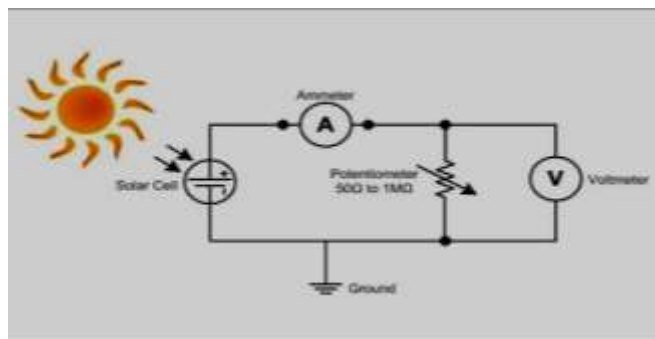 Ammeter
A
Solar Cell
Potentiometer
50Ω to 1MΩ
V
Voltmeter
Ground